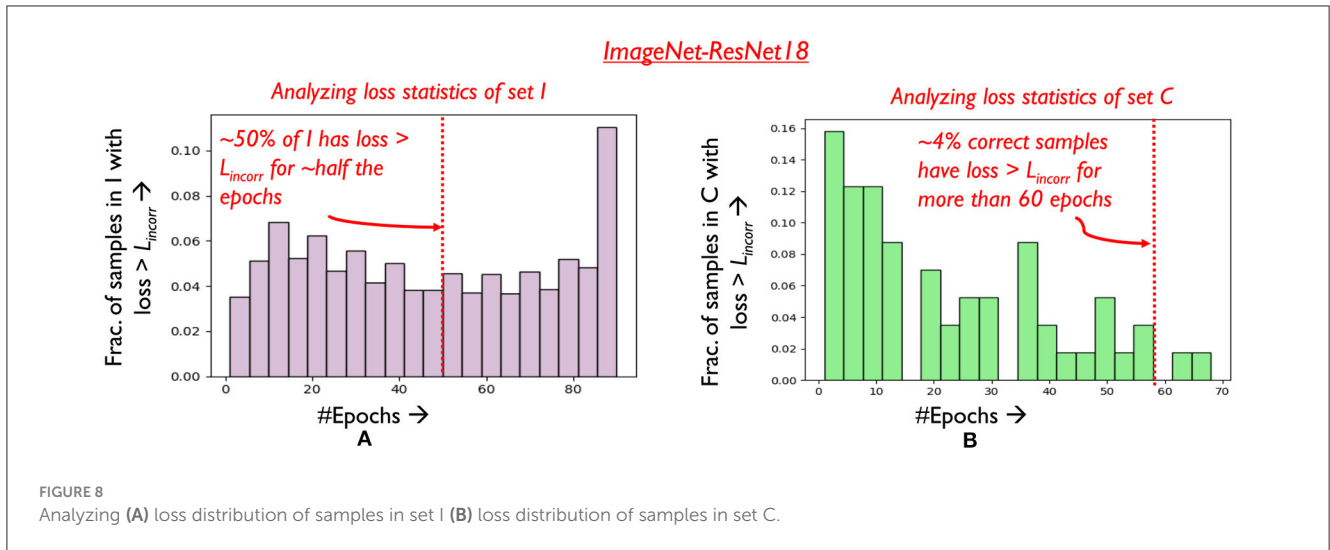 ImageNet-ResNet18
Analyzing loss statistics of set I
~50% of I has loss >
L_incorr for ~half the
epochs
Frac. of samples in I with
loss > L_incorr →
0.10
0.08
0.06
0.04
0.02
0.00
0 20 40 60 80
#Epochs →
A
Analyzing loss statistics of set C
~4% correct samples
have loss > L_incorr for
more than 60 epochs
Frac. of samples in C with
loss > L_incorr →
0.16
0.14
0.12
0.10
0.08
0.06
0.04
0.02
0.00
0 10 20 30 40 50 60 70
#Epochs →
B
FIGURE 8
Analyzing (A) loss distribution of samples in set I (B) loss distribution of samples in set C.